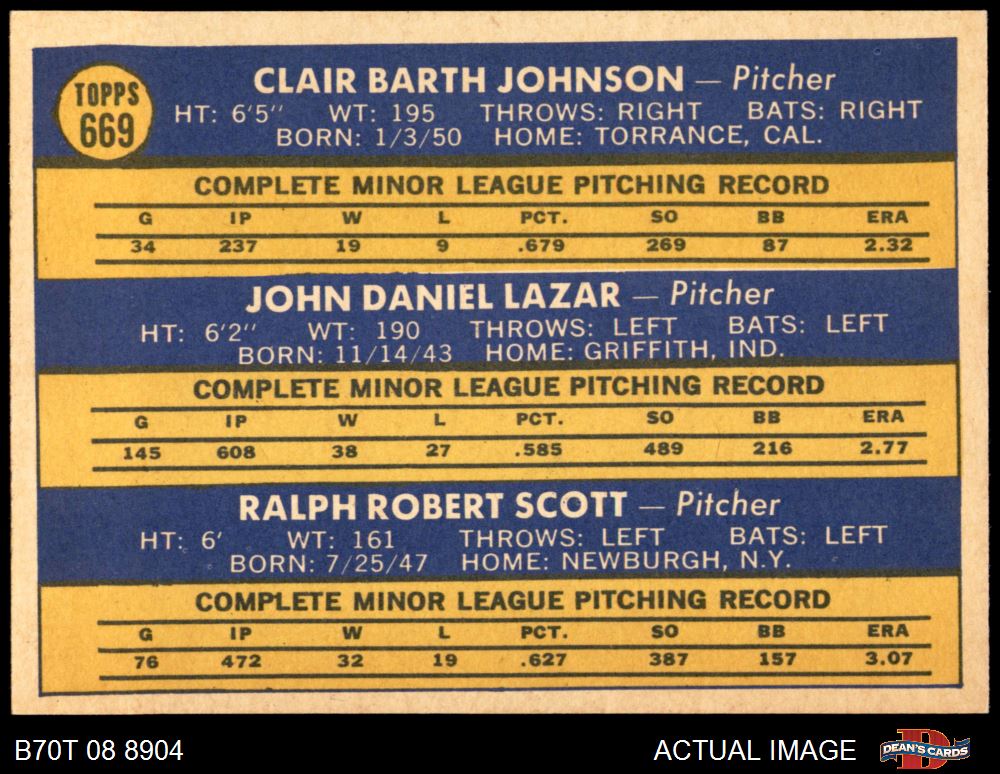 TOPPS
669
CLAIR BARTH JOHNSON — Pitcher
HT: 6'5'' WT: 195 THROWS: RIGHT BATS: RIGHT
BORN: 1/3/50 HOME: TORRANCE, CAL.
COMPLETE MINOR LEAGUE PITCHING RECORD
G IP W L PCT. SO BB ERA
34 237 19 9 .679 269 87 2.32
JOHN DANIEL LAZAR — Pitcher
HT: 6'2'' WT: 190 THROWS: LEFT BATS: LEFT
BORN: 11/14/43 HOME: GRIFFITH, IND.
COMPLETE MINOR LEAGUE PITCHING RECORD
G IP W L PCT. SO BB ERA
145 608 38 27 .585 489 216 2.77
RALPH ROBERT SCOTT — Pitcher
HT: 6' WT: 161 THROWS: LEFT BATS: LEFT
BORN: 7/25/47 HOME: NEWBURGH, N.Y.
COMPLETE MINOR LEAGUE PITCHING RECORD
G IP W L PCT. SO BB ERA
76 472 32 19 .627 387 157 3.07
B70T 08 8904 ACTUAL IMAGE
D
DEAN'S CARDS